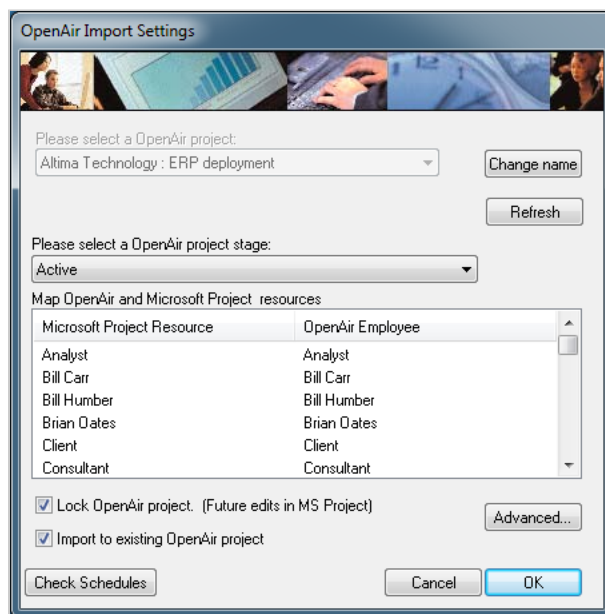 OpenAir Import Settings
Please select a OpenAir project:
Altima Technology : ERP deployment
Change name
Refresh
Please select a OpenAir project stage:
Active
Map OpenAir and Microsoft Project resources
Microsoft Project Resource OpenAir Employee
Analyst Analyst
Bill Carr Bill Carr
Bill Humber Bill Humber
Brian Oates Brian Oates
Client Client
Consultant Consultant
Lock OpenAir project. (Future edits in MS Project)
Advanced...
Import to existing OpenAir project
Check Schedules Cancel OK